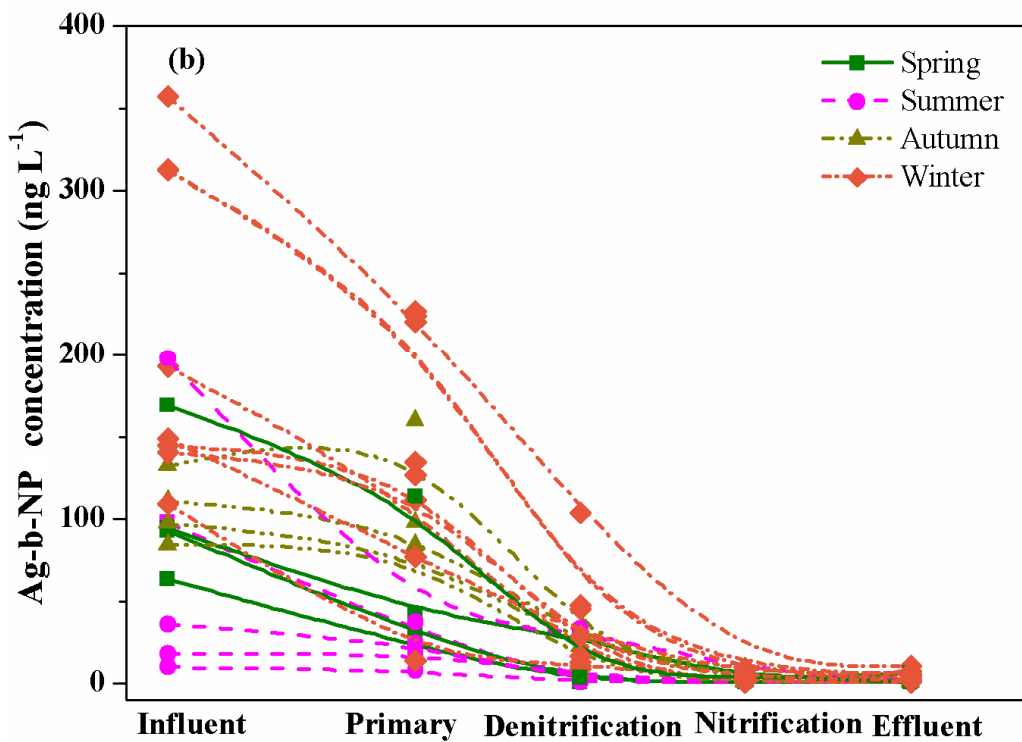 400
300
200
100
0
Ag-b-NP concentration (ng L⁻¹)
(b)
Spring
Summer
Autumn
Winter
Influent Primary Denitrification Nitrification Effluent